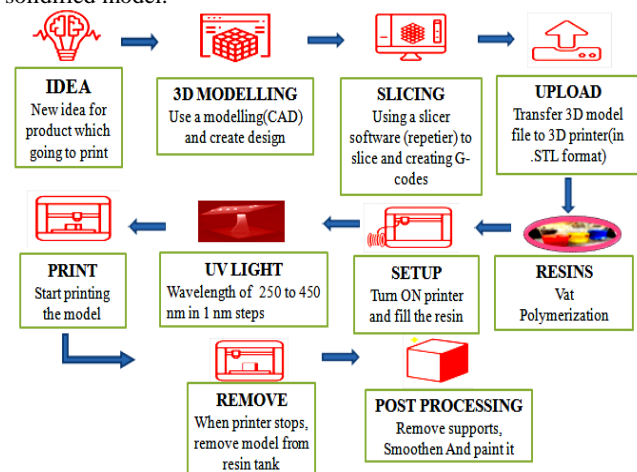 solidified model.
IDEA
New idea for
product which
going to print
3D MODELLING
Use a modelling(CAD)
and create design
SLICING
Using a slicer
software (repetier) to
slice and creating G-
codes
UPLOAD
Transfer 3D model
file to 3D printer(in
.STL format)
RESINS
Vat
Polymerization
SETUP
Turn ON printer
and fill the resin
UV LIGHT
Wavelength of 250 to 450
nm in 1 nm steps
PRINT
Start printing
the model
REMOVE
When printer stops,
remove model from
resin tank
POST PROCESSING
Remove supports,
Smoothen And paint it